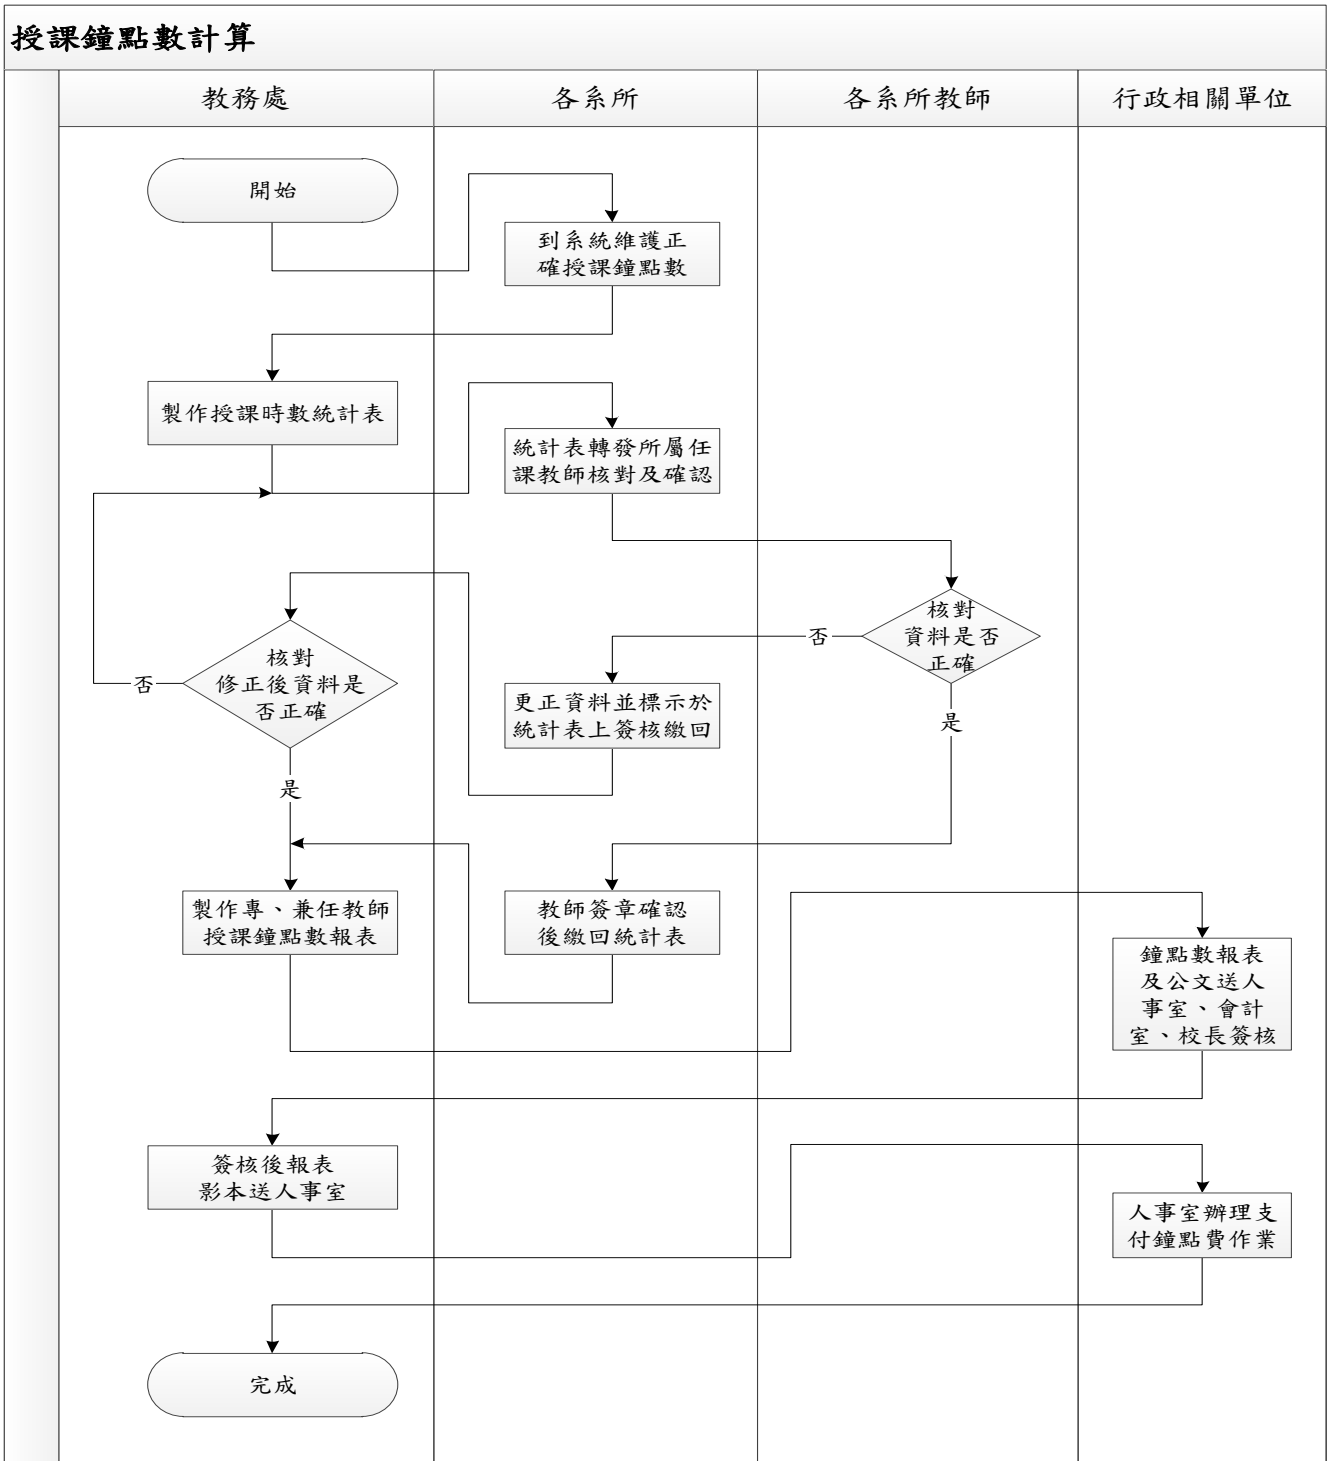 授課鐘點數計算
教務處
各系所
各系所教師
行政相關單位
開始
到系統維護正
確授課鐘點數
製作授課時數統計表
統計表轉發所屬任
課教師核對及確認
核對
資料是否
正確
否
是
更正資料並標示於
統計表上簽核繳回
核對
修正後資料是
否正確
否
是
教師簽章確認
後繳回統計表
製作專、兼任教師
授課鐘點數報表
鐘點數報表
及公文送人
事室、會計
室、校長簽核
簽核後報表
影本送人事室
人事室辦理支
付鐘點費作業
完成